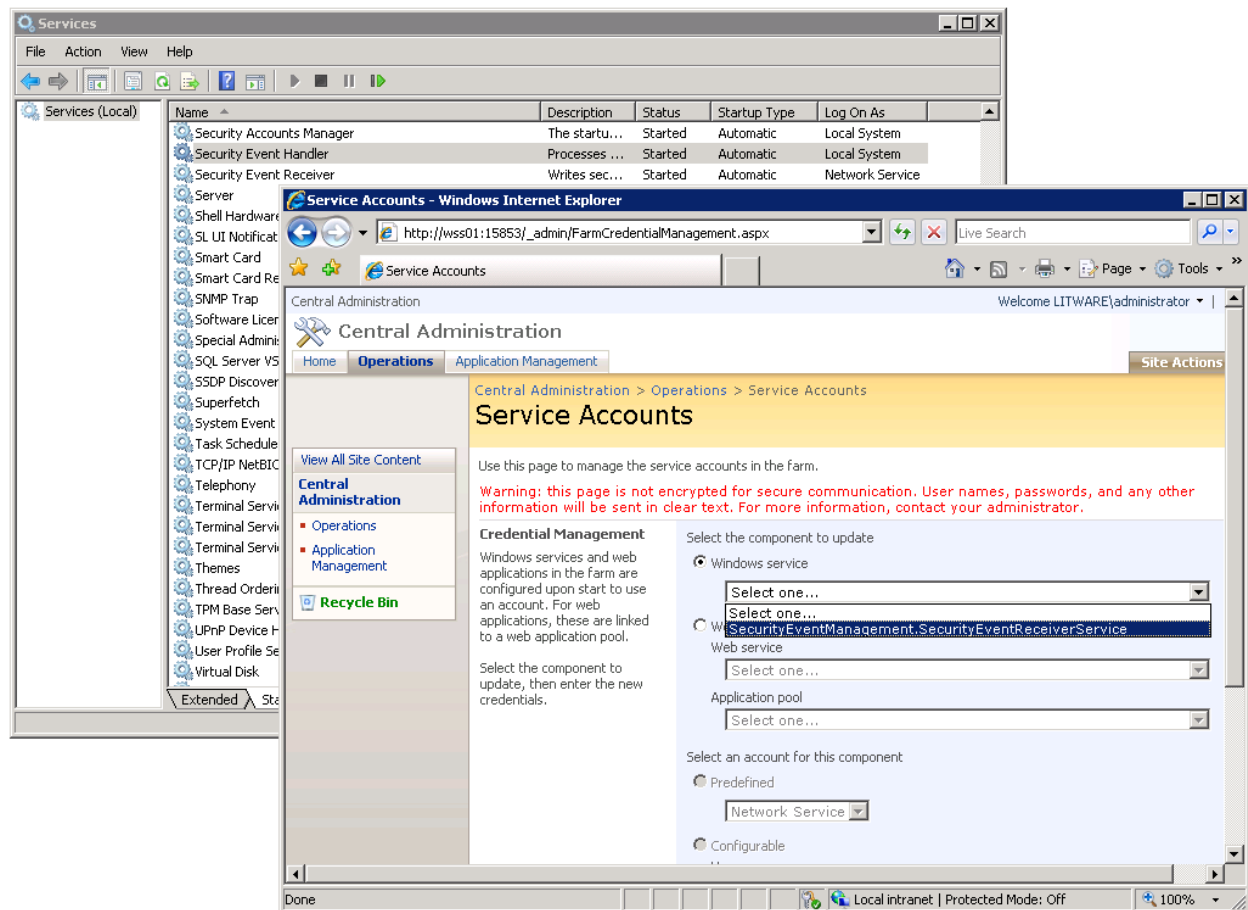 Services
File Action View Help
Services (Local)
Name Description Status Startup Type Log On As
Security Accounts Manager The startu... Started Automatic Local System
Security Event Handler Processes ... Started Automatic Local System
Security Event Receiver Writes sec... Started Automatic Network Service
Server
Shell Hardware
SL UI Notificat
Smart Card
Smart Card Re
SNMP Trap
Software Licer
Special Adminis
SQL Server VS
SSDP Discover
Superfetch
System Event
Task Schedule
TCP/IP NetBIC
Telephony
Terminal Servi
Terminal Servi
Terminal Servi
Themes
Thread Orderin
TPM Base Serv
UPnP Device H
User Profile Se
Virtual Disk
Extended Sta
Service Accounts - Windows Internet Explorer
http://wss01:15853/_admin/FarmCredentialManagement.aspx
Live Search
Service Accounts
Page Tools
Central Administration
Welcome LITWARE\administrator
Central Administration
Home Operations Application Management
Site Actions
Central Administration > Operations > Service Accounts
Service Accounts
View All Site Content
Central
Administration
Operations
Application
Management
Recycle Bin
Use this page to manage the service accounts in the farm.
Warning: this page is not encrypted for secure communication. User names, passwords, and any other
information will be sent in clear text. For more information, contact your administrator.
Credential Management
Windows services and web
applications in the farm are
configured upon start to use
an account. For web
applications, these are linked
to a web application pool.
Select the component to
update, then enter the new
credentials.
Select the component to update
Windows service
Select one...
Select one...
SecurityEventManagement.SecurityEventReceiverService
Web service
Select one...
Application pool
Select one...
Select an account for this component
Predefined
Network Service
Configurable
Done
Local intranet | Protected Mode: Off
100%